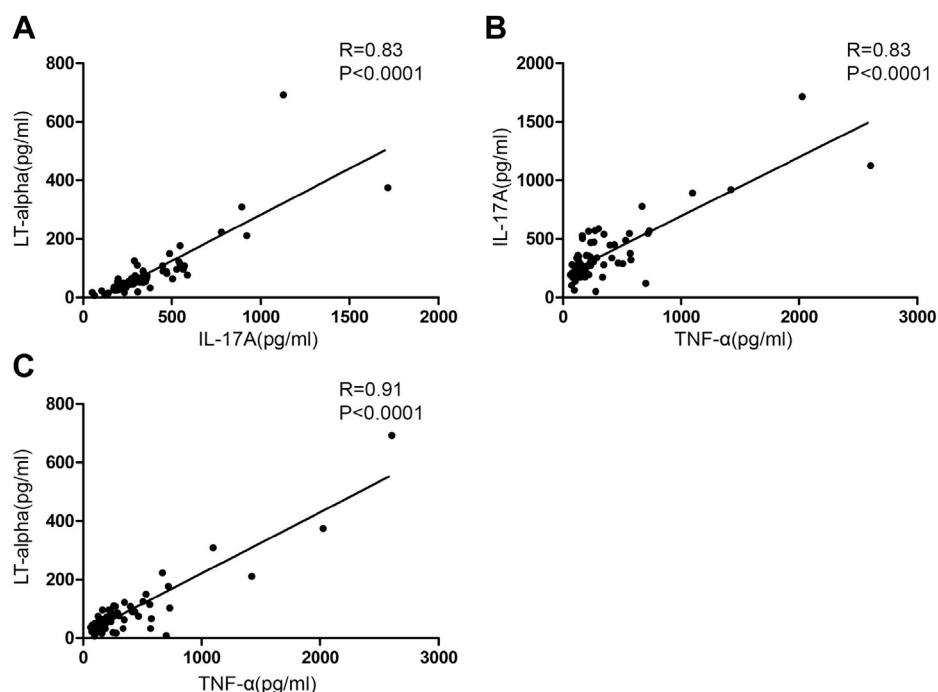 A
R=0.83
P<0.0001
LT-alpha(pg/ml)
800
600
400
200
0
0 500 1000 1500 2000
IL-17A(pg/ml)
B
R=0.83
P<0.0001
IL-17A(pg/ml)
2000
1500
1000
500
0
0 1000 2000 3000
TNF-α(pg/ml)
C
R=0.91
P<0.0001
LT-alpha(pg/ml)
800
600
400
200
0
0 1000 2000 3000
TNF-α(pg/ml)